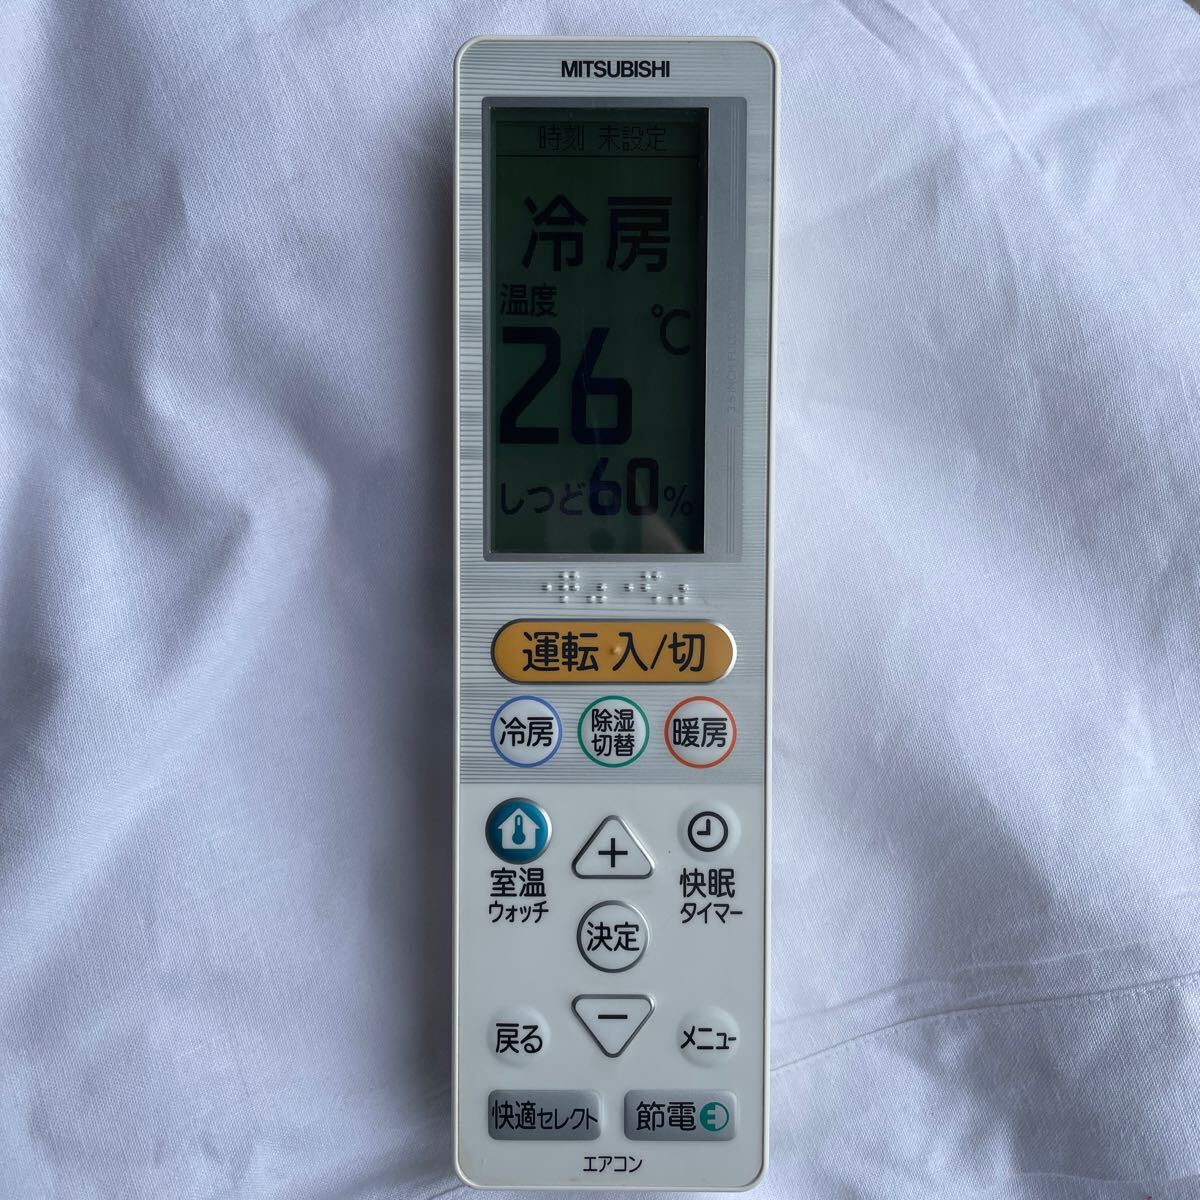 MITSUBISHI
時刻 未設定
冷房
温度
26℃
しつど60%
運転 入/切
冷房
除湿
切替
暖房
+
室温
ウォッチ
快眠
タイマー
決定
−
戻る
メニュー
快適セレクト
節電
エアコン